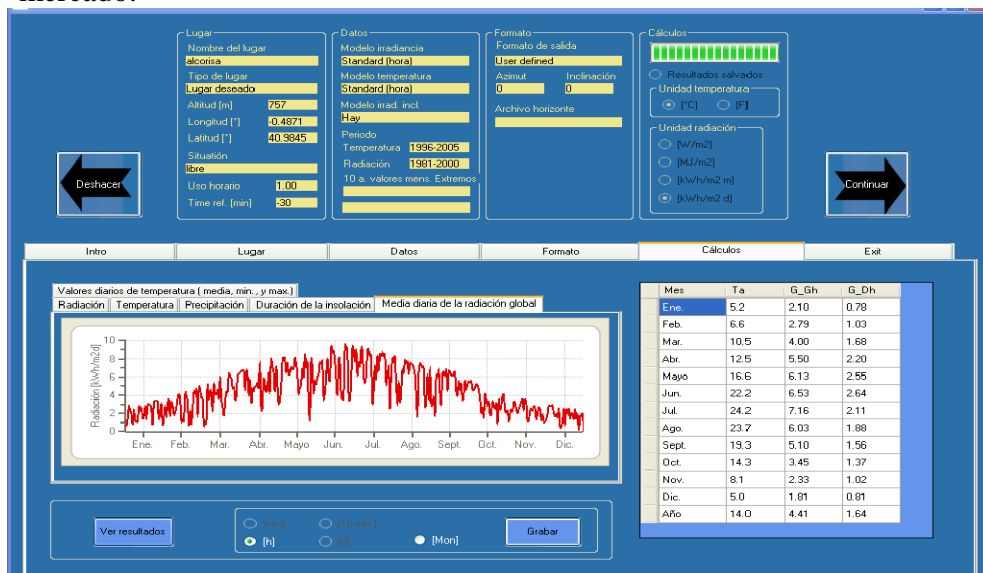 mercado.
Lugar
Nombre del lugar
alcorisa
Tipo de lugar
Lugar deseado
Altitud [m] 757
Longitud [°] -0.4871
Latitud [°] 40.9845
Situatión
libre
Uso horario 1.00
Time ref. [min] -30
Datos
Modelo irradiancia
Standard (hora)
Modelo temperatura
Standard (hora)
Modelo irrad. incl.
Hay
Periodo
Temperatura 1996-2005
Radiación 1981-2000
10 a. valores mens. Extremos
Formato
Formato de salida
User defined
Azimut Inclinación
0 0
Archivo horizonte
Cálculos
Resultados salvados
Unidad temperatura
[°C] [F]
Unidad radiación
[W/m2]
[MJ/m2]
[kWh/m2 m]
[kWh/m2 d]
Deshacer
Continuar
Intro Lugar Datos Formato Cálculos Exit
Valores diarios de temperatura ( media, min. , y max.)
Radiación Temperatura Precipitación Duración de la insolación Media diaria de la radiación global
Radiación [kWh/m2d]
10
8
6
4
2
0
Ene. Feb. Mar. Abr. Mayo Jun. Jul. Ago. Sept. Oct. Nov. Dic.
Mes Ta G_Gh G_Dh
Ene. 5.2 2.10 0.78
Feb. 6.6 2.79 1.03
Mar. 10.5 4.00 1.68
Abr. 12.5 5.50 2.20
Mayo 16.6 6.13 2.55
Jun. 22.2 6.53 2.64
Jul. 24.2 7.16 2.11
Ago. 23.7 6.03 1.88
Sept. 19.3 5.10 1.56
Oct. 14.3 3.45 1.37
Nov. 8.1 2.33 1.02
Dic. 5.0 1.81 0.81
Año 14.0 4.41 1.64
Ver resultados
[min] [10 min.]
[h] [d] [Mon]
Grabar